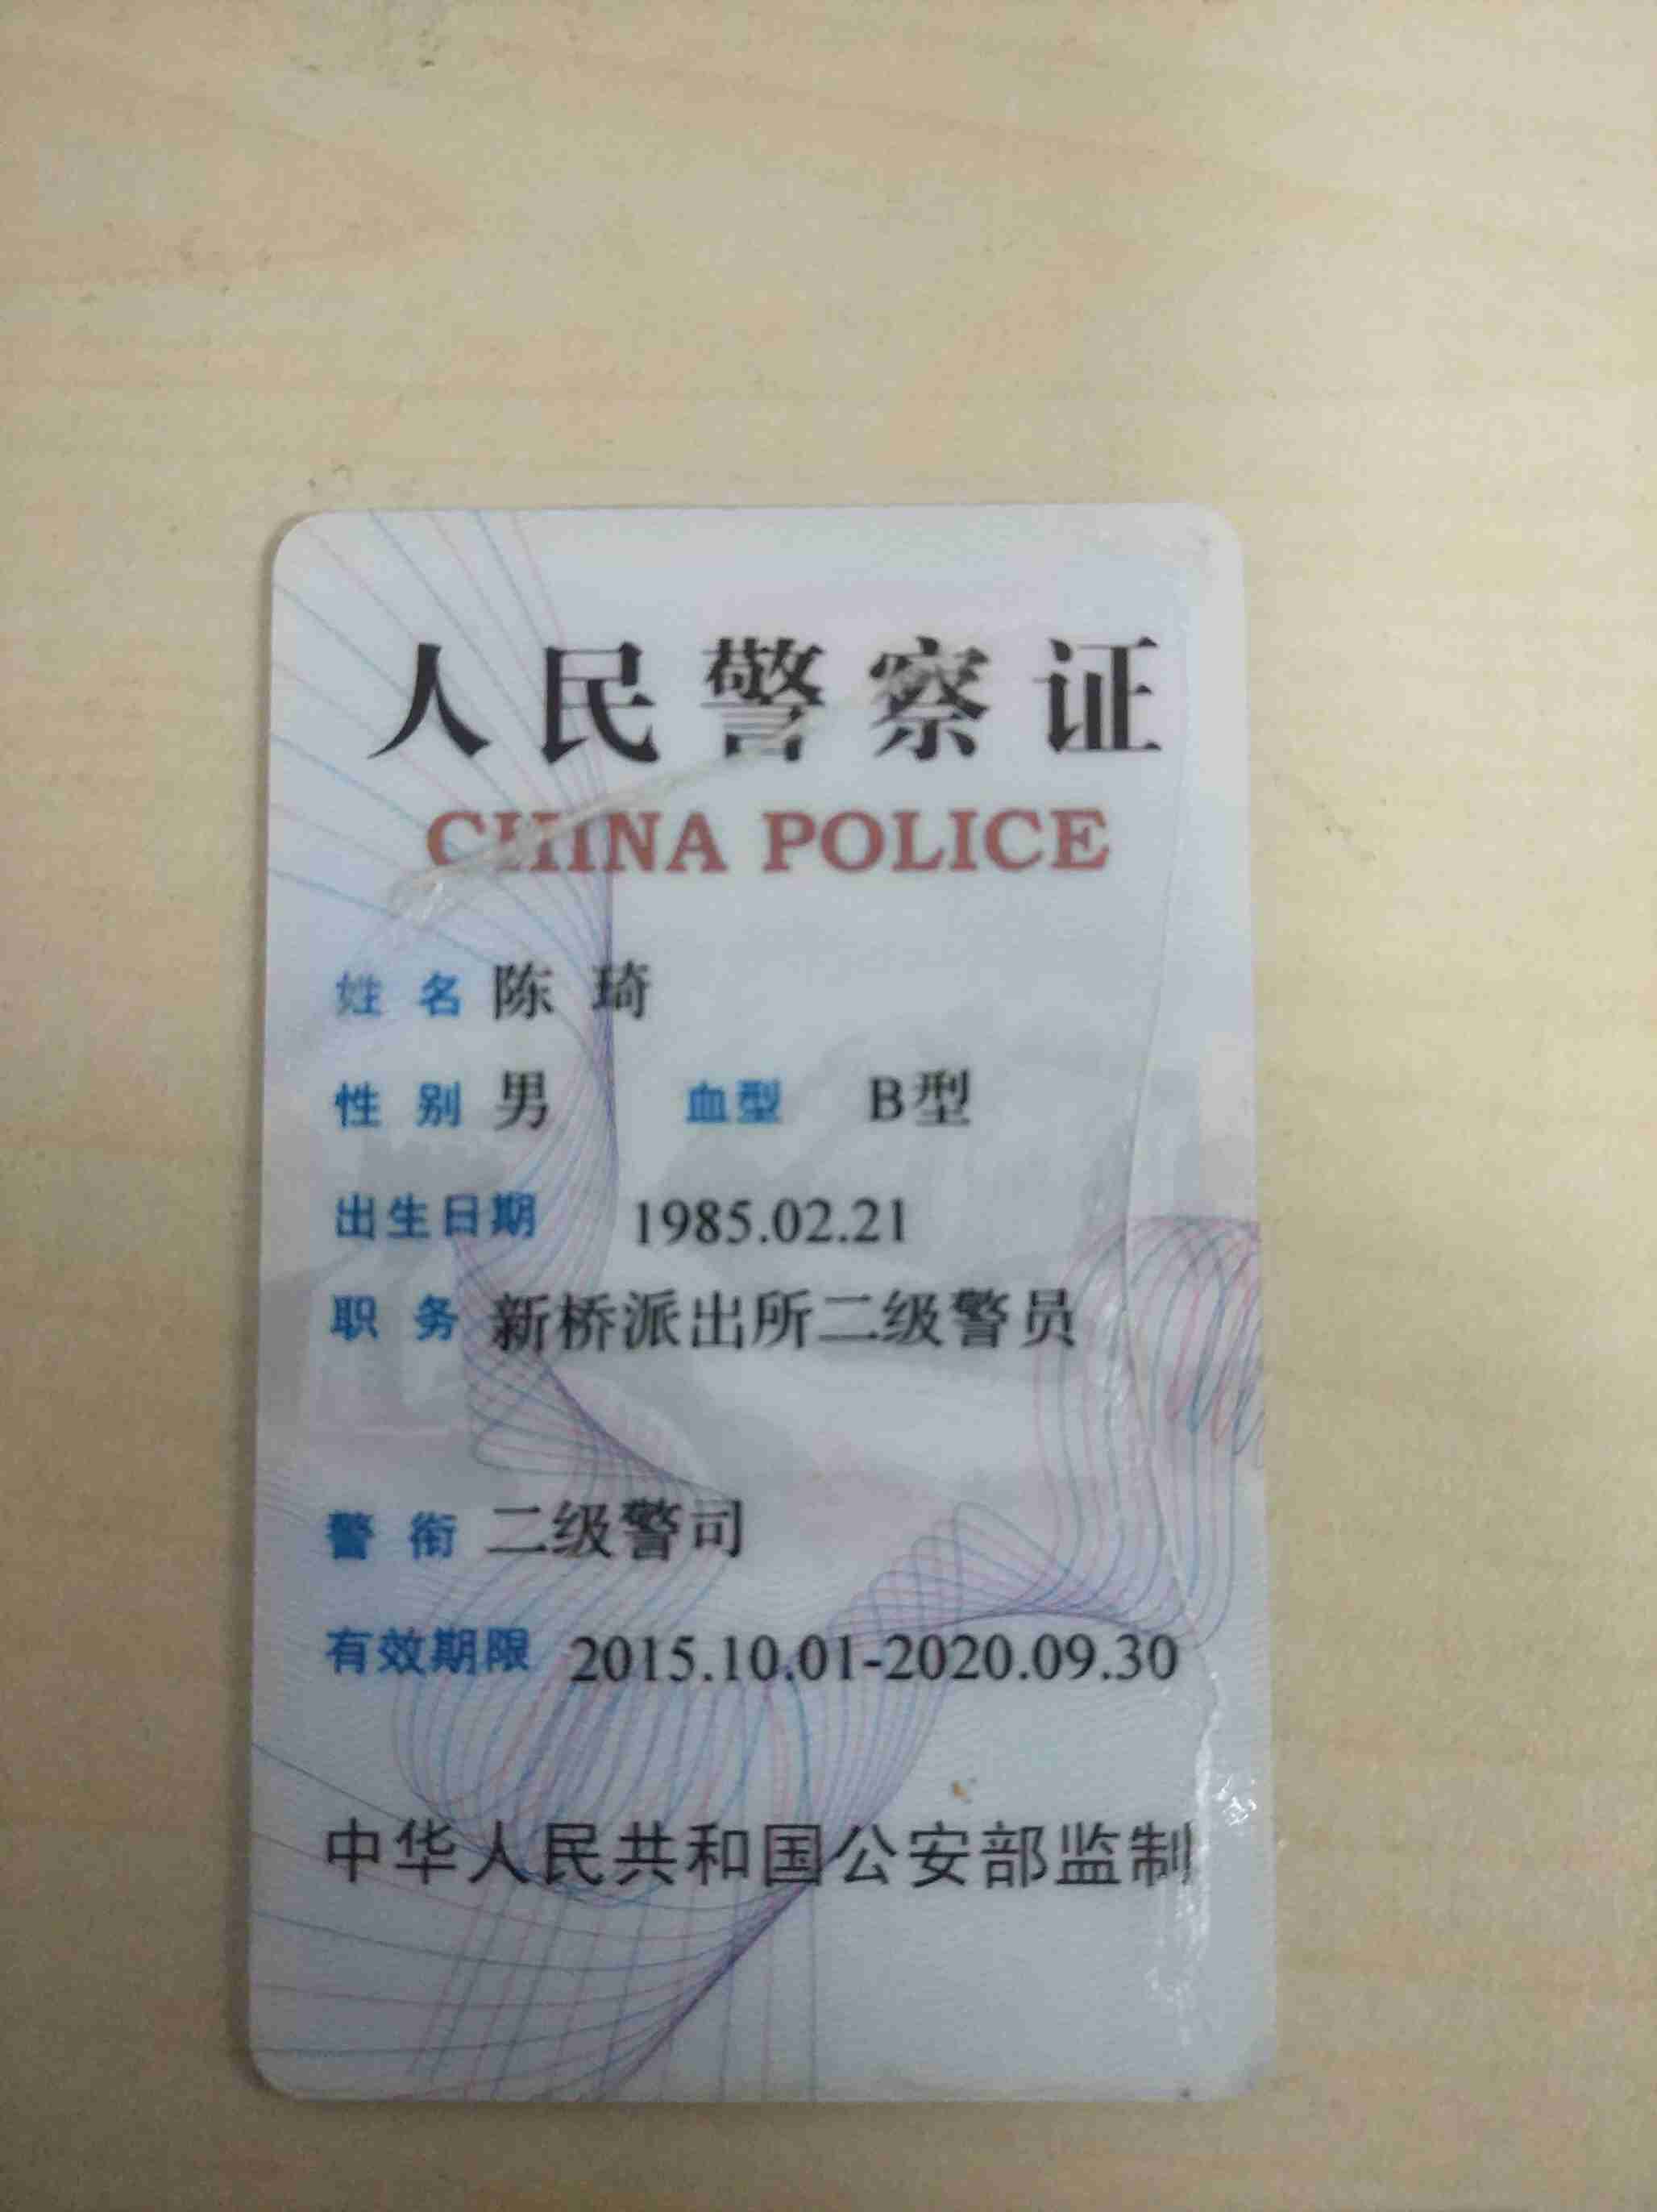 人民警察证
CHINA POLICE
姓名 陈琦
性别 男 血型 B型
出生日期 1985.02.21
职务 新桥派出所二级警员
警衔 二级警司
有效期限 2015.10.01-2020.09.30
中华人民共和国公安部监制